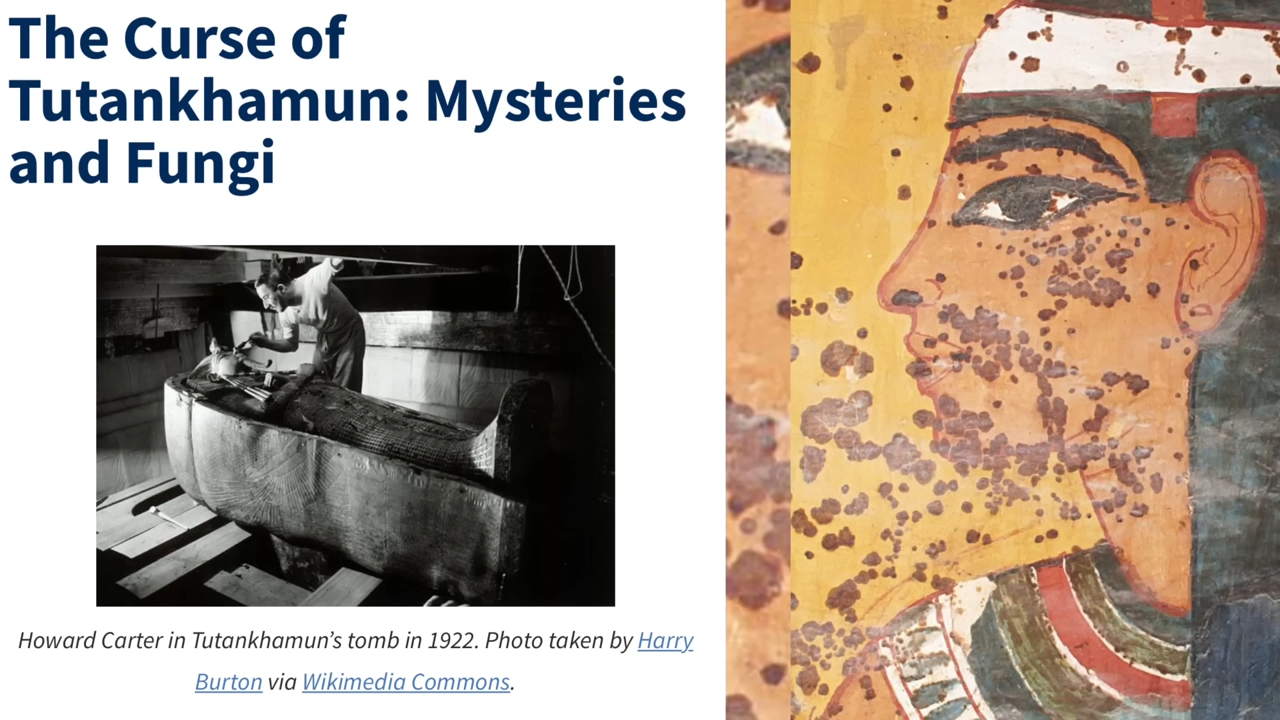 The Curse of
Tutankhamun: Mysteries
and Fungi
Howard Carter in Tutankhamun’s tomb in 1922. Photo taken by Harry
Burton via Wikimedia Commons.